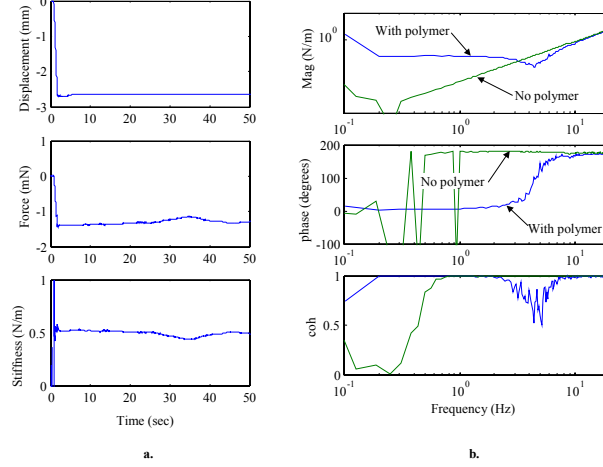 0
-1
-2
-3
Displacement (mm)
0 10 20 30 40 50
1
0
-1
-2
Force (mN)
0 10 20 30 40 50
1
0.5
0
Stiffness (N/m)
0 10 20 30 40 50
Time (sec)
a.
With polymer
10^0
Mag (N/m)
No polymer
10^-1 10^0 10^1
200
100
0
-100
phase (degrees)
No polymer
With polymer
10^-1 10^0 10^1
1
0.5
0
coh
10^-1 10^0 10^1
Frequency (Hz)
b.